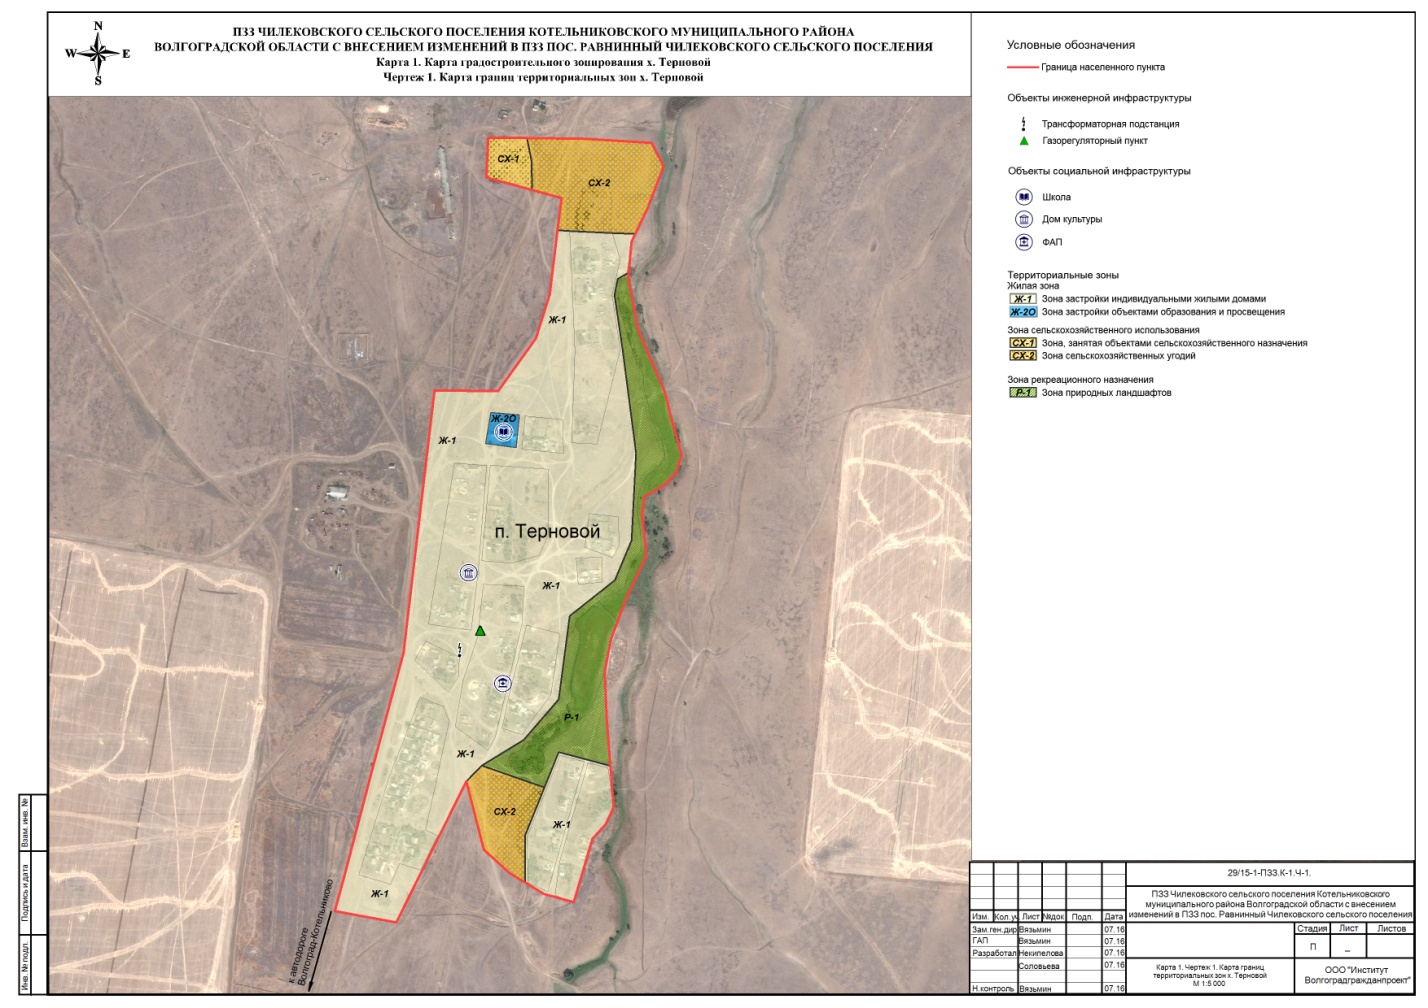 ПЗЗ ЧИЛЕКОВСКОГО СЕЛЬСКОГО ПОСЕЛЕНИЯ КОТЕЛЬНИКОВСКОГО МУНИЦИПАЛЬНОГО РАЙОНА
ВОЛГОГРАДСКОЙ ОБЛАСТИ С ВНЕСЕНИЕМ ИЗМЕНЕНИЙ В ПЗЗ ПОС. РАВНИННЫЙ ЧИЛЕКОВСКОГО СЕЛЬСКОГО ПОСЕЛЕНИЯ
Карта 1. Карта градостроительного зонирования х. Терновой
Чертеж 1. Карта границ территориальных зон х. Терновой
N
W E
S
СХ-1
СХ-2
Ж-1
Ж-2О
Ж-1
п. Терновой
Ж-1
Р-1
Ж-1
СХ-2
Ж-1
Ж-1
к автодороге
Волгоград-Котельниково
Условные обозначения
Граница населенного пункта
Объекты инженерной инфраструктуры
Трансформаторная подстанция
Газорегуляторный пункт
Объекты социальной инфраструктуры
Школа
Дом культуры
ФАП
Территориальные зоны
Жилая зона
Ж-1 Зона застройки индивидуальными жилыми домами
Ж-2О Зона застройки объектами образования и просвещения
Зона сельскохозяйственного использования
СХ-1 Зона, занятая объектами сельскохозяйственного назначения
СХ-2 Зона сельскохозяйственных угодий
Зона рекреационного назначения
Р-1 Зона природных ландшафтов
Взам. инв. №
Подпись и дата
Инв. № подл.
29/15-1-ПЗЗ.К-1.Ч-1.
ПЗЗ Чилековского сельского поселения Котельниковского
муниципального района Волгоградской области с внесением
изменений в ПЗЗ пос. Равнинный Чилековского сельского поселения
Изм. Кол.уч Лист №док Подп. Дата
Зам.ген.дир Вязьмин 07.16
ГАП Вязьмин 07.16
Разработал Некипелова 07.16
Соловьева 07.16
Н.контроль Вязьмин 07.16
Стадия Лист Листов
П _
Карта 1. Чертеж 1. Карта границ
территориальных зон х. Терновой
М 1:5 000
ООО "Институт
Волгоградгражданпроект"